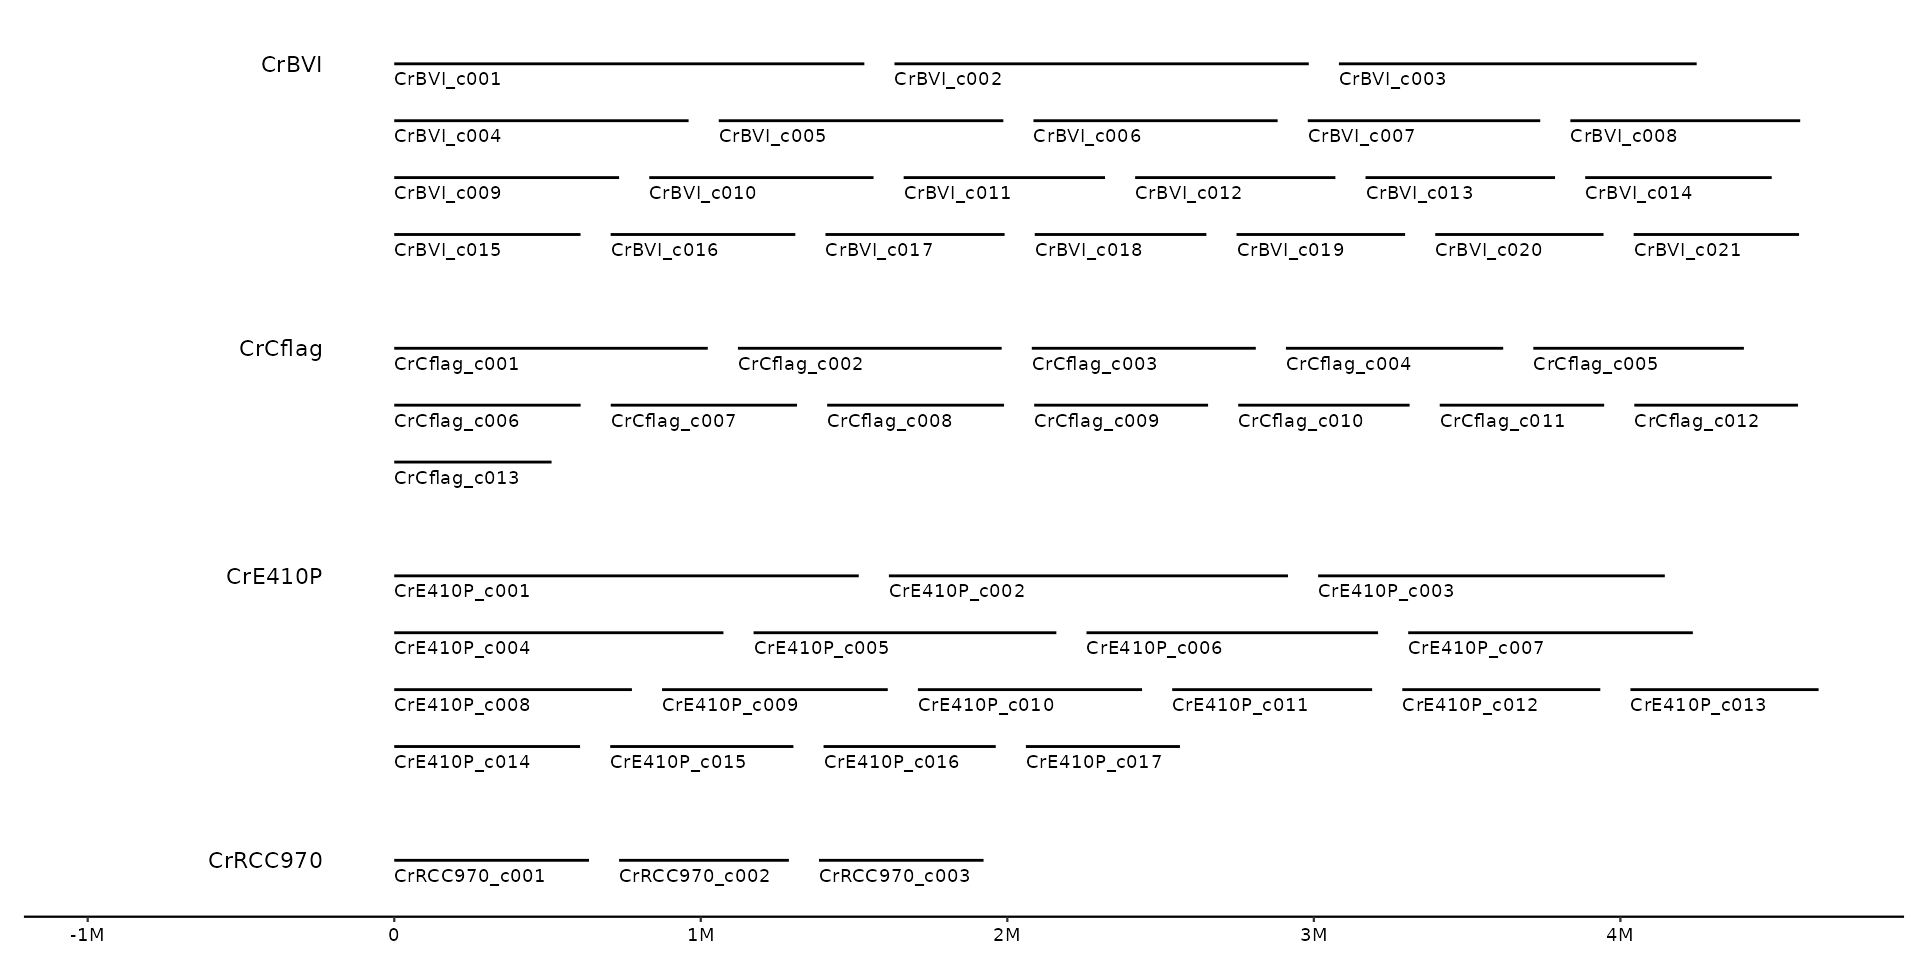 CrBVI
CrBVI_c001 CrBVI_c002 CrBVI_c003
CrBVI_c004 CrBVI_c005 CrBVI_c006 CrBVI_c007 CrBVI_c008
CrBVI_c009 CrBVI_c010 CrBVI_c011 CrBVI_c012 CrBVI_c013 CrBVI_c014
CrBVI_c015 CrBVI_c016 CrBVI_c017 CrBVI_c018 CrBVI_c019 CrBVI_c020 CrBVI_c021
CrCflag
CrCflag_c001 CrCflag_c002 CrCflag_c003 CrCflag_c004 CrCflag_c005
CrCflag_c006 CrCflag_c007 CrCflag_c008 CrCflag_c009 CrCflag_c010 CrCflag_c011 CrCflag_c012
CrCflag_c013
CrE410P
CrE410P_c001 CrE410P_c002 CrE410P_c003
CrE410P_c004 CrE410P_c005 CrE410P_c006 CrE410P_c007
CrE410P_c008 CrE410P_c009 CrE410P_c010 CrE410P_c011 CrE410P_c012 CrE410P_c013
CrE410P_c014 CrE410P_c015 CrE410P_c016 CrE410P_c017
CrRCC970
CrRCC970_c001 CrRCC970_c002 CrRCC970_c003
-1M 0 1M 2M 3M 4M